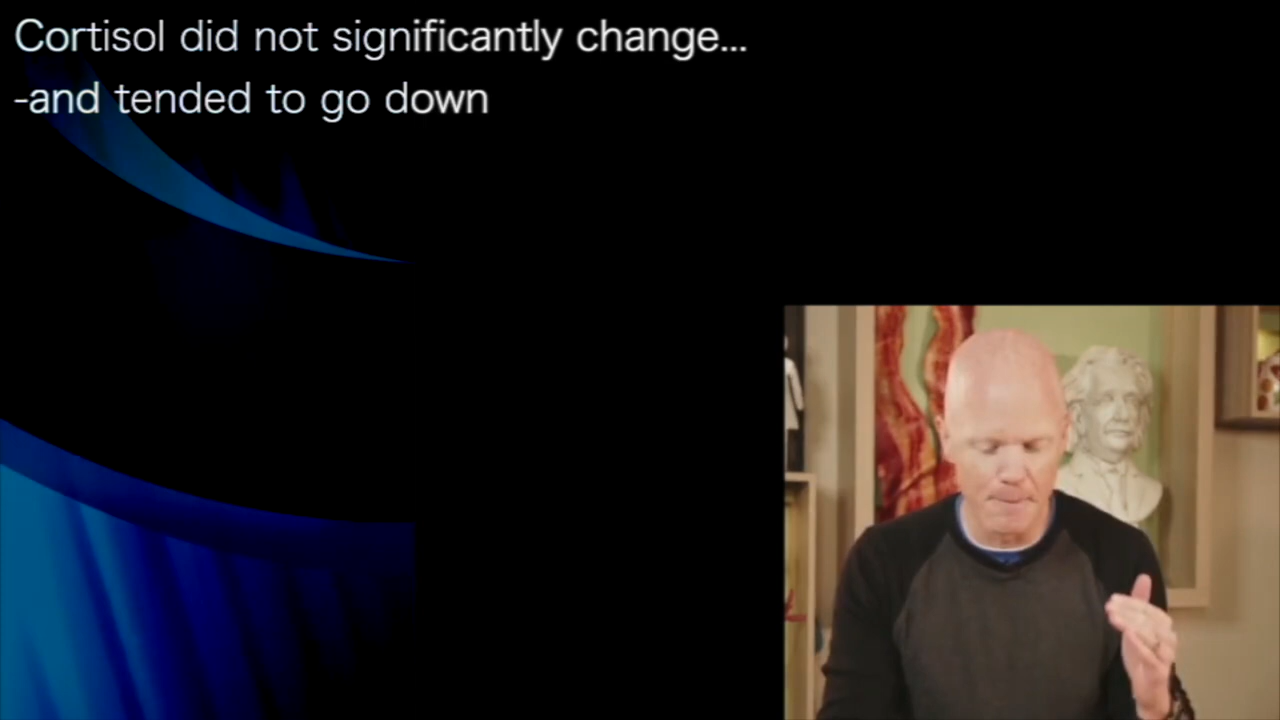 Cortisol did not significantly change...
-and tended to go down